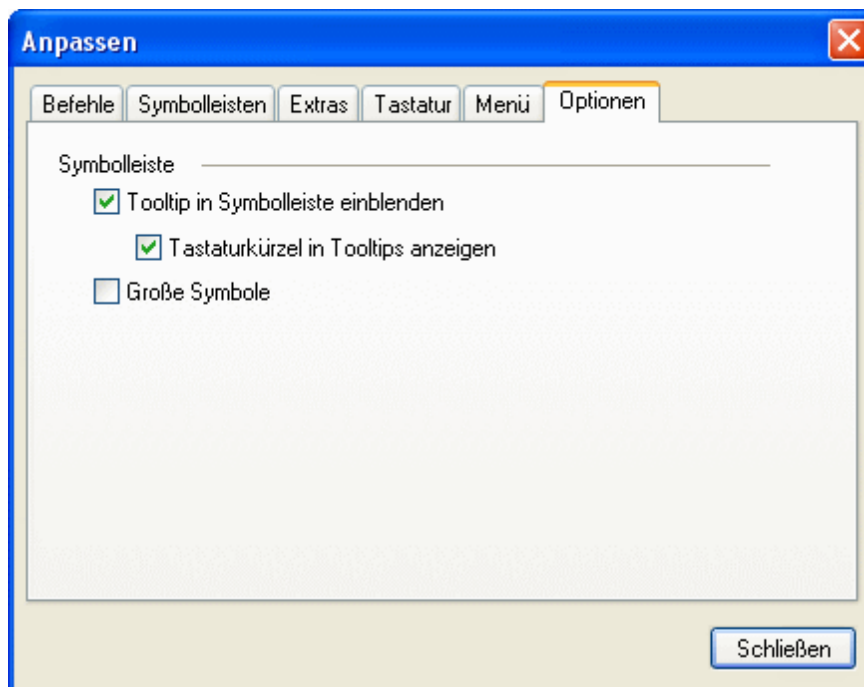 Anpassen
Befehle Symbolleisten Extras Tastatur Menü Optionen
Symbolleiste
Tooltip in Symbolleiste einblenden
Tastaturkürzel in Tooltips anzeigen
Große Symbole
Schließen